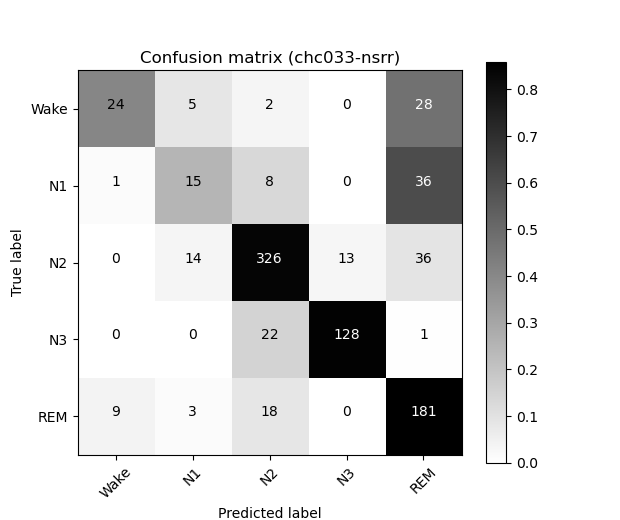 Confusion matrix (chc033-nsrr)
Wake 24 5 2 0 28
N1 1 15 8 0 36
N2 0 14 326 13 36
N3 0 0 22 128 1
REM 9 3 18 0 181
True label
Wake N1 N2 N3 REM
Predicted label
0.8
0.7
0.6
0.5
0.4
0.3
0.2
0.1
0.0